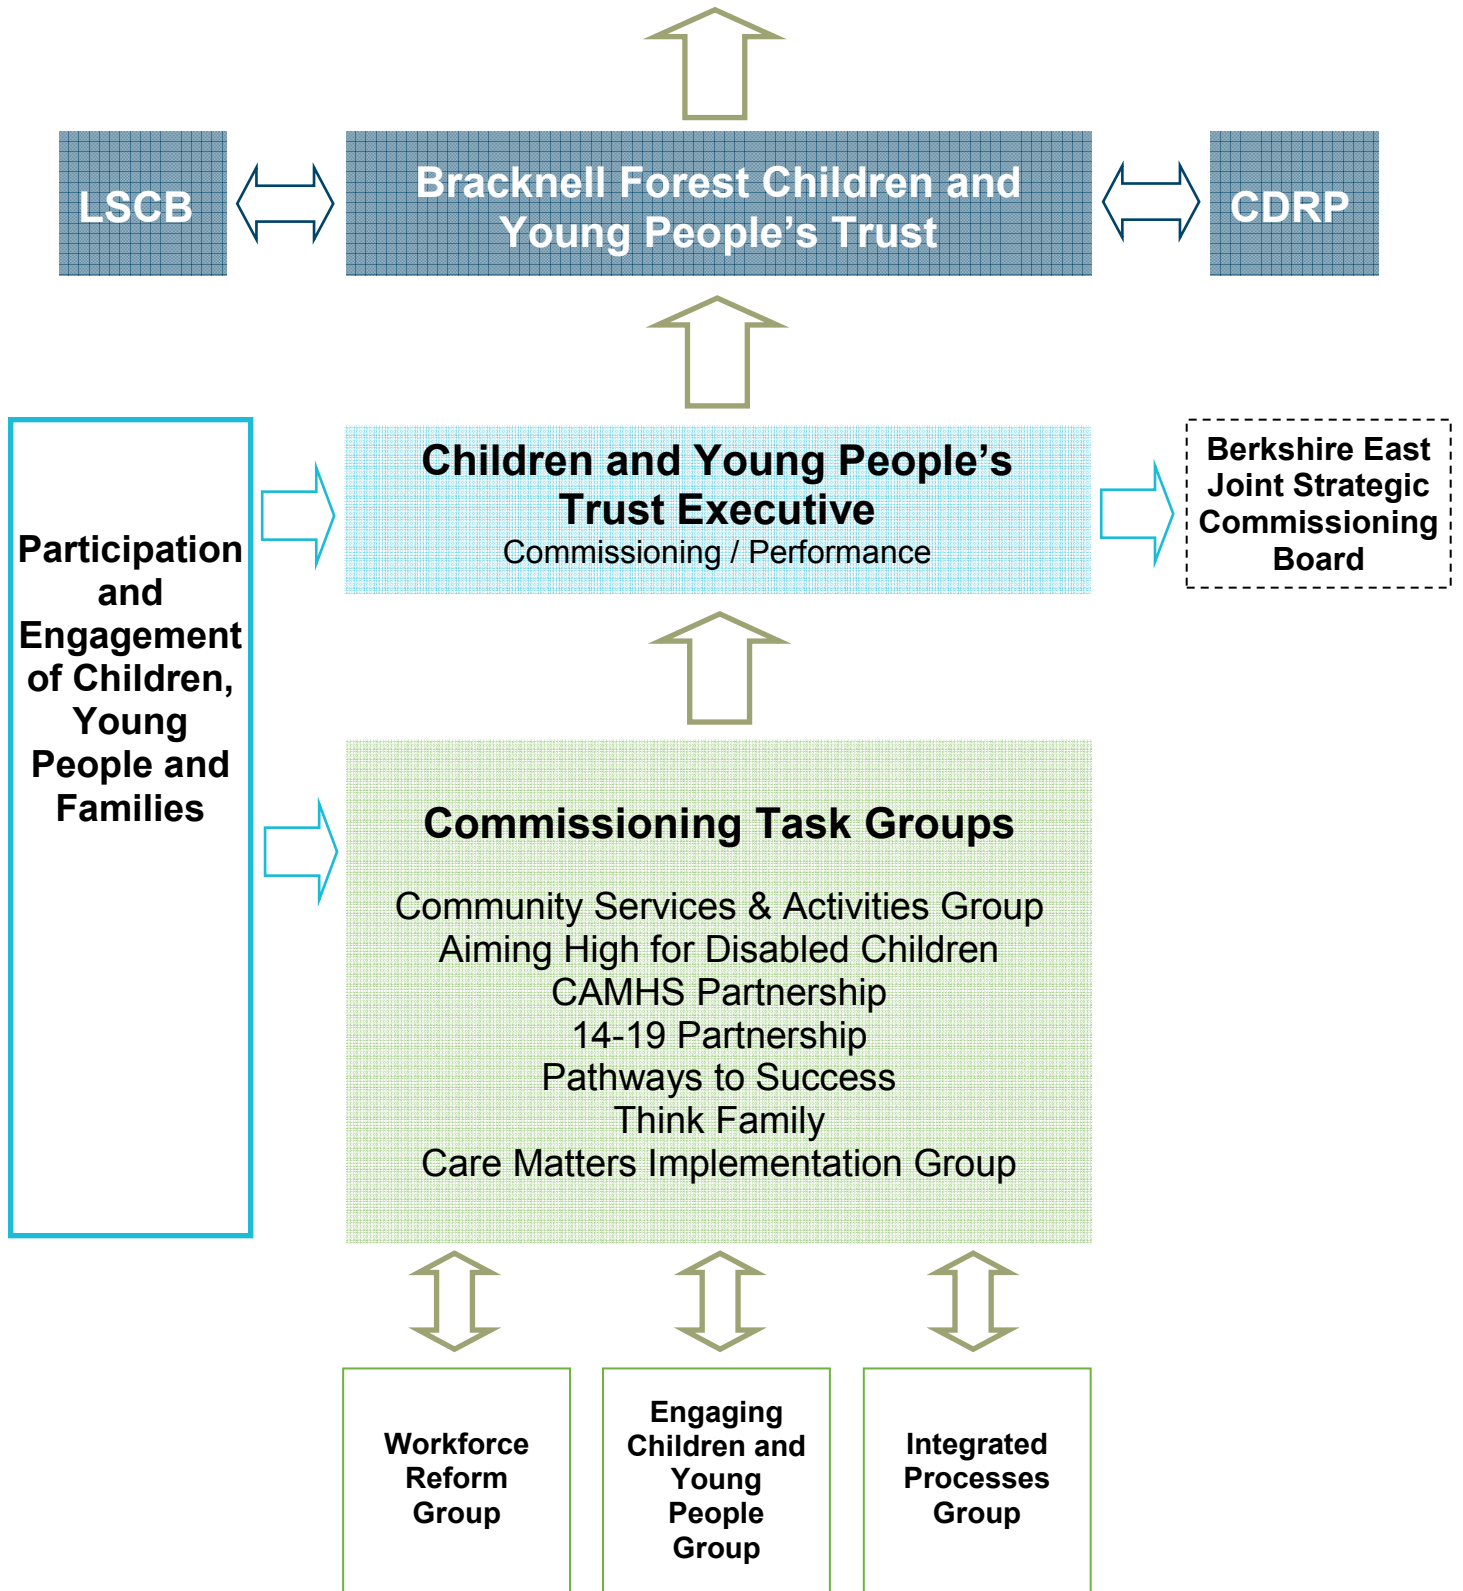 LSCB
Bracknell Forest Children and
Young People’s Trust
CDRP
Participation
and
Engagement
of Children,
Young
People and
Families
Children and Young People’s
Trust Executive
Commissioning / Performance
Berkshire East
Joint Strategic
Commissioning
Board
Commissioning Task Groups
Community Services & Activities Group
Aiming High for Disabled Children
CAMHS Partnership
14-19 Partnership
Pathways to Success
Think Family
Care Matters Implementation Group
Workforce
Reform
Group
Engaging
Children and
Young
People
Group
Integrated
Processes
Group